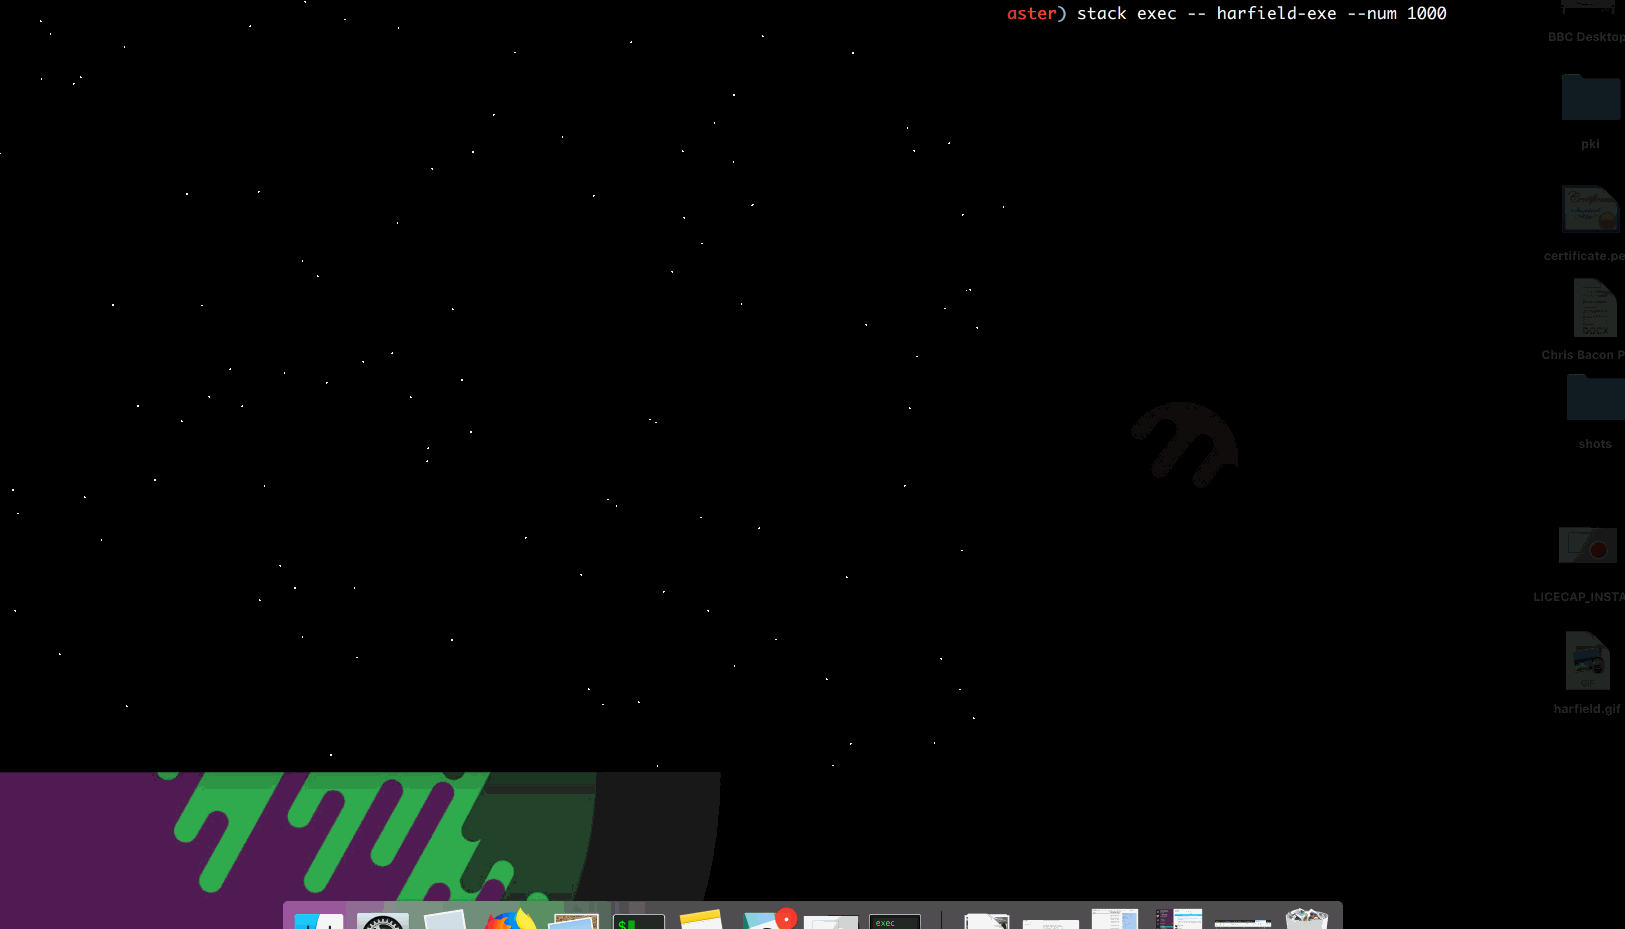 aster) stack exec -- harfield-exe --num 1000
BBC Desktop
pki
certificate.pe
DOCX
Chris Bacon P
shots
LICECAP_INSTA
GIF
harfield.gif
$
exec